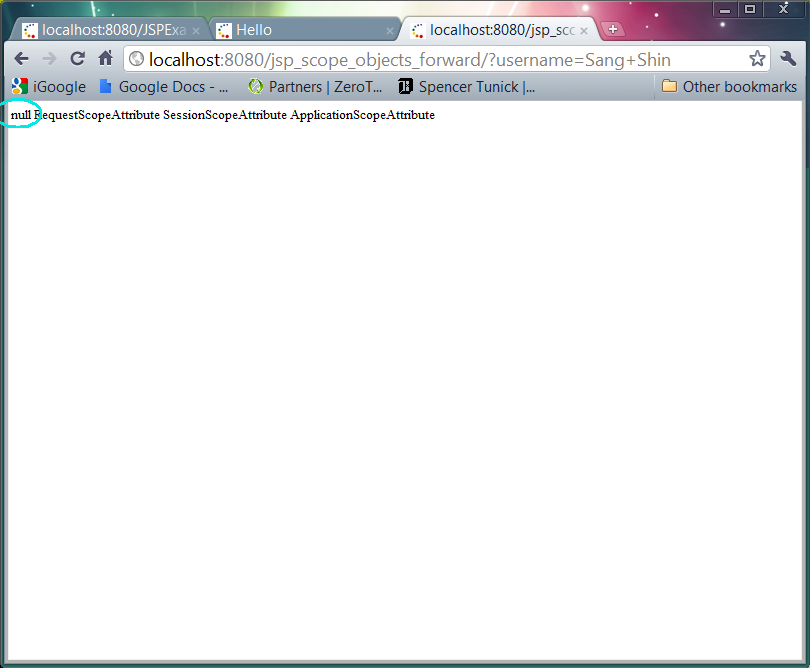 localhost:8080/JSPExa
Hello
localhost:8080/jsp_sco
localhost:8080/jsp_scope_objects_forward/?username=Sang+Shin
iGoogle
Google Docs - ...
Partners | ZeroT...
Spencer Tunick |...
Other bookmarks
null RequestScopeAttribute SessionScopeAttribute ApplicationScopeAttribute